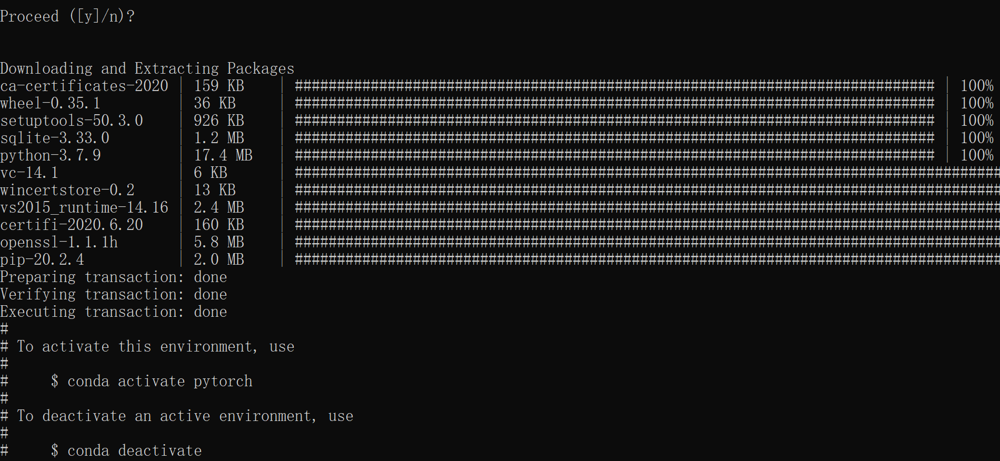 Proceed ([y]/n)?
Downloading and Extracting Packages
ca-certificates-2020 | 159 KB    | ############################################################################ | 100%
wheel-0.35.1         | 36 KB     | ############################################################################ | 100%
setuptools-50.3.0    | 926 KB    | ############################################################################ | 100%
sqlite-3.33.0        | 1.2 MB    | ############################################################################ | 100%
python-3.7.9         | 17.4 MB   | ############################################################################ | 100%
vc-14.1              | 6 KB      | ####################################################################################
wincertstore-0.2     | 13 KB     | ####################################################################################
vs2015_runtime-14.16 | 2.4 MB    | ####################################################################################
certifi-2020.6.20    | 160 KB    | ####################################################################################
openssl-1.1.1h       | 5.8 MB    | ####################################################################################
pip-20.2.4           | 2.0 MB    | ####################################################################################
Preparing transaction: done
Verifying transaction: done
Executing transaction: done
#
# To activate this environment, use
#
#     $ conda activate pytorch
#
# To deactivate an active environment, use
#
#     $ conda deactivate